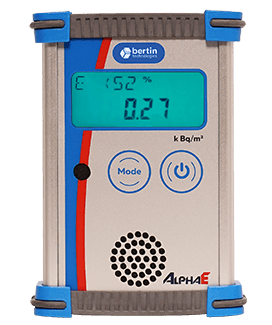 bertin
technologies
E 152 %
0.27
k Bq/m³
Mode
ALPHAE